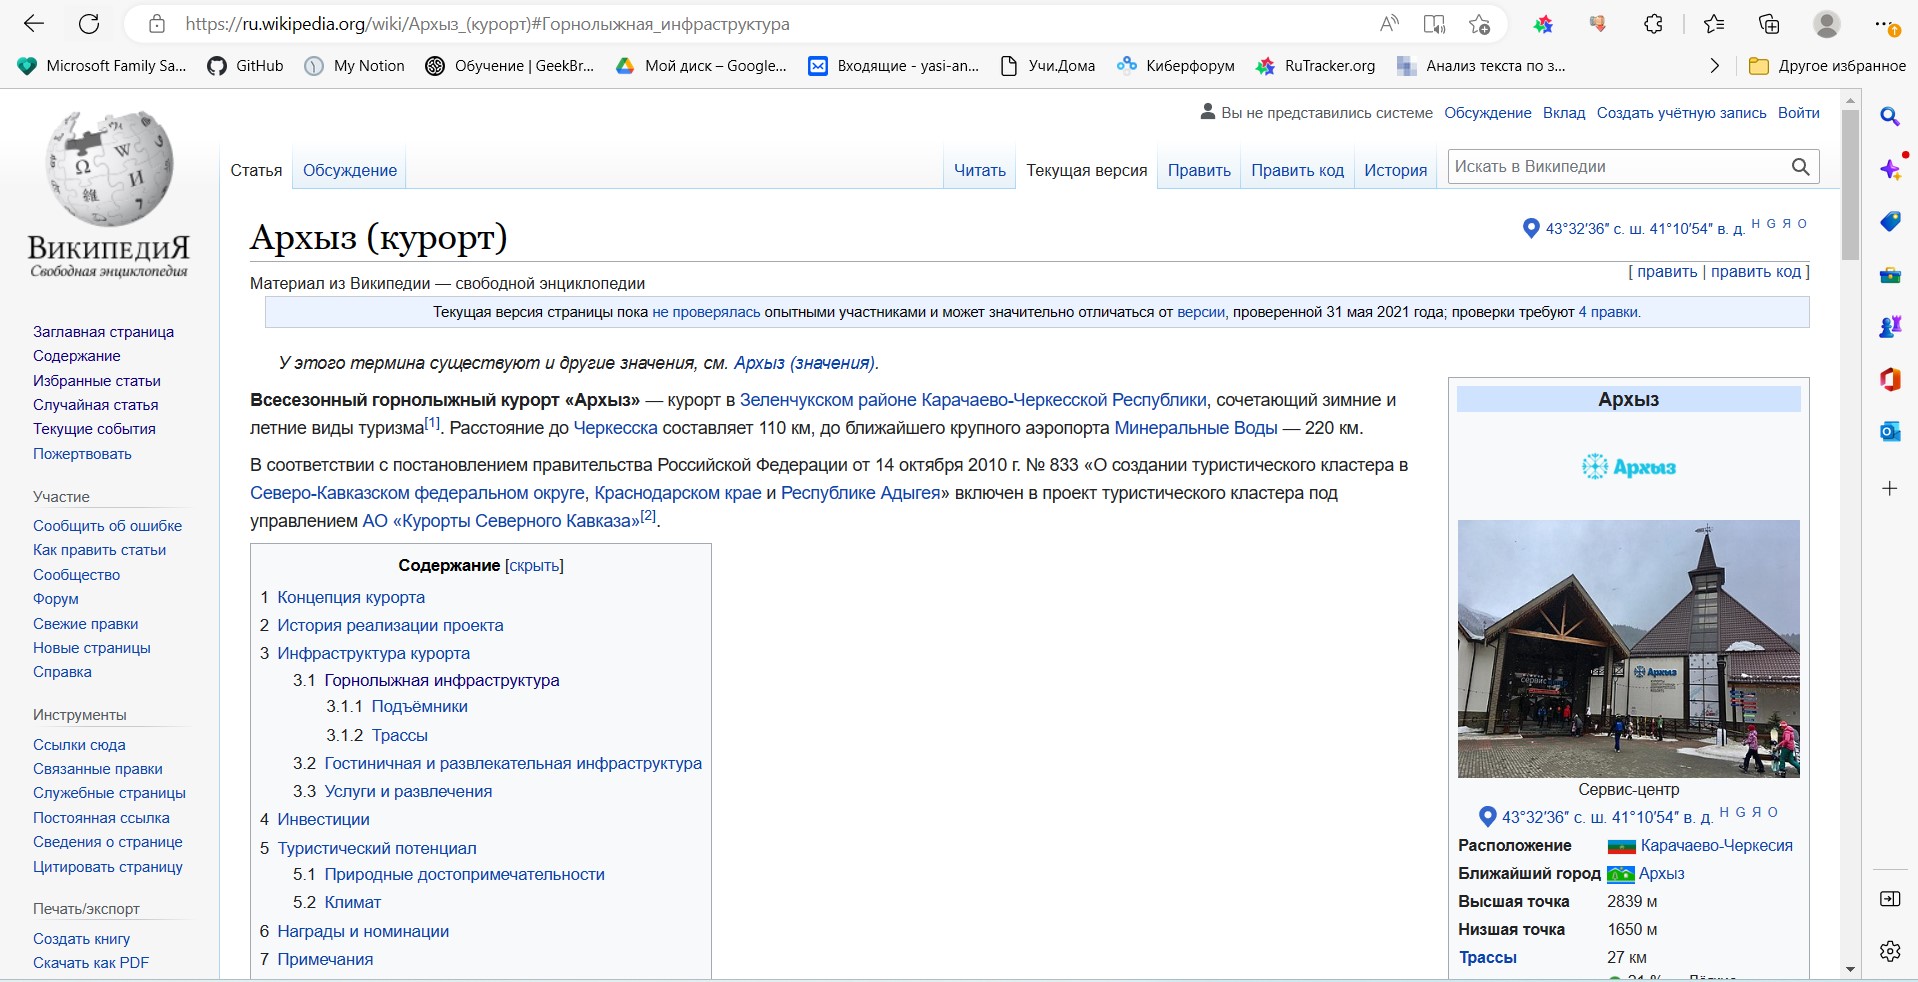 https://ru.wikipedia.org/wiki/Архыз_(курорт)#Горнолыжная_инфраструктура
Microsoft Family Sa... GitHub My Notion Обучение | GeekBr... Мой диск – Google... Входящие - yasi-an... Учи.Дома Киберфорум RuTracker.org Анализ текста по з... Другое избранное
Вы не представились системе Обсуждение Вклад Создать учётную запись Войти
Статья Обсуждение Читать Текущая версия Править Править код История Искать в Википедии
ВИКИПЕДИЯ
Свободная энциклопедия
Заглавная страница
Содержание
Избранные статьи
Случайная статья
Текущие события
Пожертвовать
Участие
Сообщить об ошибке
Как править статьи
Сообщество
Форум
Свежие правки
Новые страницы
Справка
Инструменты
Ссылки сюда
Связанные правки
Служебные страницы
Постоянная ссылка
Сведения о странице
Цитировать страницу
Печать/экспорт
Создать книгу
Скачать как PDF
Архыз (курорт)
43°32′36″ с. ш. 41°10′54″ в. д. H G Я O
[ править | править код ]
Материал из Википедии — свободной энциклопедии
Текущая версия страницы пока не проверялась опытными участниками и может значительно отличаться от версии, проверенной 31 мая 2021 года; проверки требуют 4 правки.
У этого термина существуют и другие значения, см. Архыз (значения).
Всесезонный горнолыжный курорт «Архыз» — курорт в Зеленчукском районе Карачаево-Черкесской Республики, сочетающий зимние и
летние виды туризма[1]. Расстояние до Черкесска составляет 110 км, до ближайшего крупного аэропорта Минеральные Воды — 220 км.
В соответствии с постановлением правительства Российской Федерации от 14 октября 2010 г. № 833 «О создании туристического кластера в
Северо-Кавказском федеральном округе, Краснодарском крае и Республике Адыгея» включен в проект туристического кластера под
управлением АО «Курорты Северного Кавказа»[2].
Содержание [скрыть]
1 Концепция курорта
2 История реализации проекта
3 Инфраструктура курорта
3.1 Горнолыжная инфраструктура
3.1.1 Подъёмники
3.1.2 Трассы
3.2 Гостиничная и развлекательная инфраструктура
3.3 Услуги и развлечения
4 Инвестиции
5 Туристический потенциал
5.1 Природные достопримечательности
5.2 Климат
6 Награды и номинации
7 Примечания
Архыз
Архыз
Архыз
Сервис-центр
43°32′36″ с. ш. 41°10′54″ в. д. H G Я O
Расположение Карачаево-Черкесия
Ближайший город Архыз
Высшая точка 2839 м
Низшая точка 1650 м
Трассы 27 км